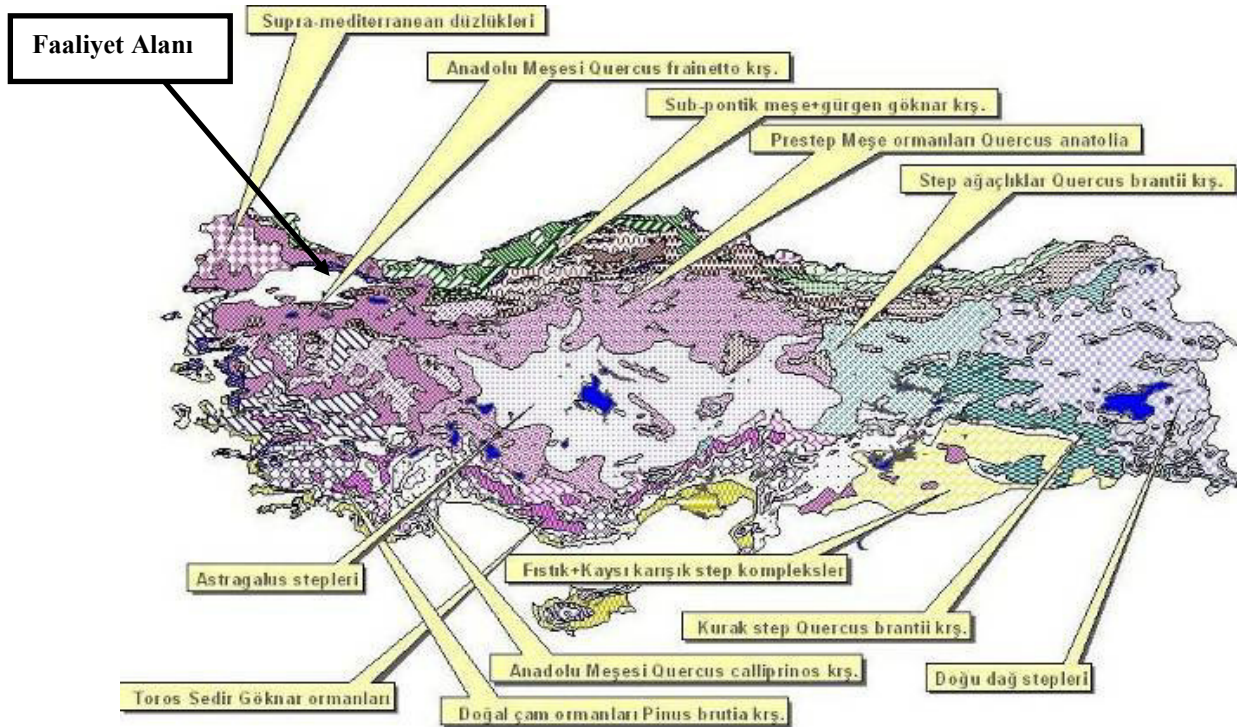 Supra-mediterranean düzlükleri
Faaliyet Alanı
Anadolu Meşesi Quercus frainetto krş.
Sub-pontik meşe+gürgen göknar krş.
Prestep Meşe ormanları Quercus anatolia
Step ağaçlıklar Quercus brantii krş.
Astragalus stepleri
Fıstık+Kaysı karışık step kompleksler
Kurak step Quercus brantii krş.
Anadolu Meşesi Quercus calliprinos krş.
Doğu dağ stepleri
Toros Sedir Göknar ormanları
Doğal çam ormanları Pinus brutia krş.